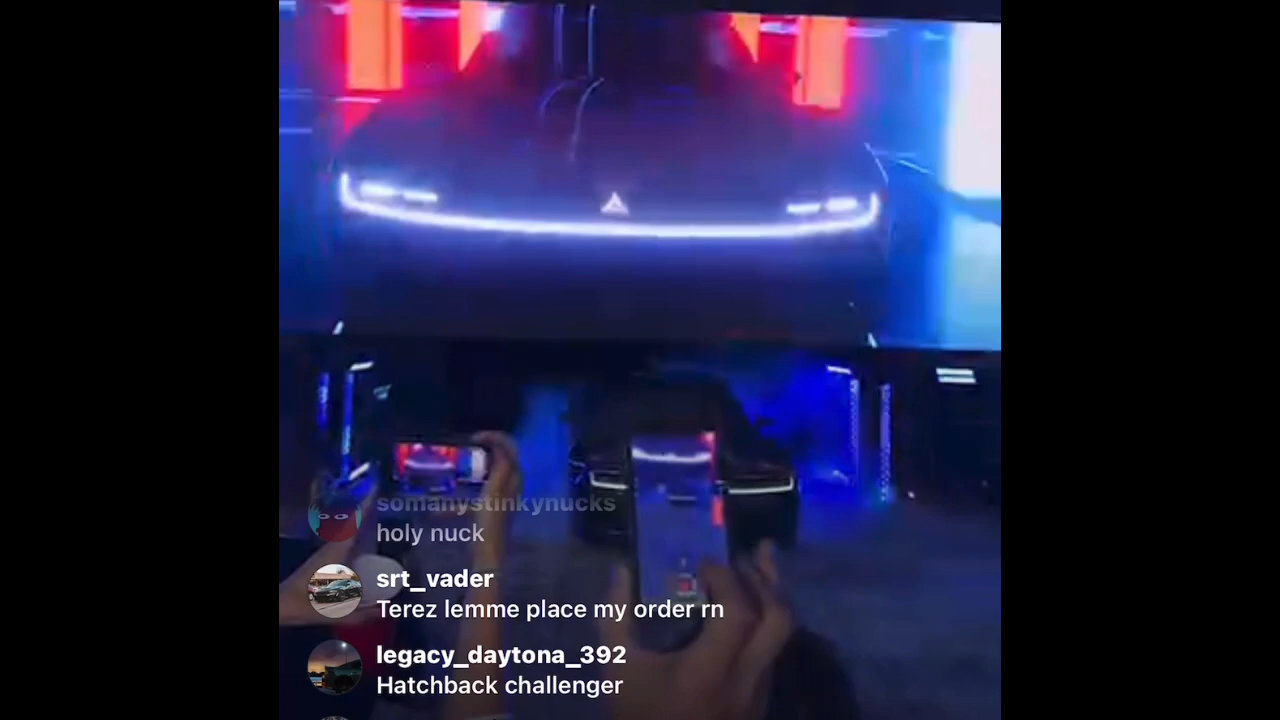 somanystinkynucks
holy nuck
srt_vader
Terez lemme place my order rn
legacy_daytona_392
Hatchback challenger